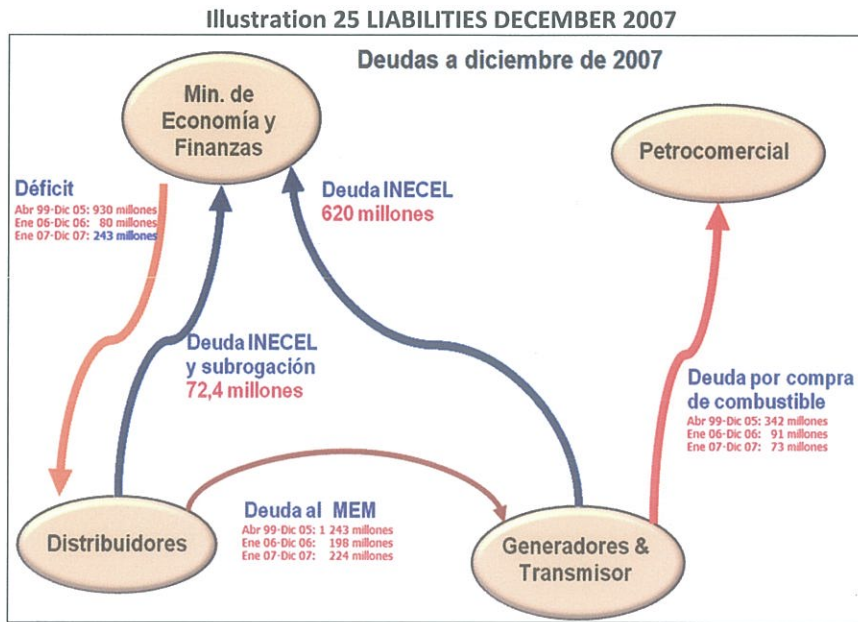 Illustration 25 LIABILITIES DECEMBER 2007
Deudas a diciembre de 2007
Min. de
Economía y
Finanzas
Petrocomercial
Déficit
Abr 99-Dic 05: 930 millones
Ene 06-Dic 06: 80 millones
Ene 07-Dic 07: 243 millones
Deuda INECEL
620 millones
Deuda INECEL
y subrogación
72,4 millones
Deuda por compra
de combustible
Abr 99-Dic 05: 342 millones
Ene 06-Dic 06: 91 millones
Ene 07-Dic 07: 73 millones
Deuda al MEM
Abr 99-Dic 05: 1 243 millones
Ene 06-Dic 06: 198 millones
Ene 07-Dic 07: 224 millones
Distribuidores
Generadores &
Transmisor